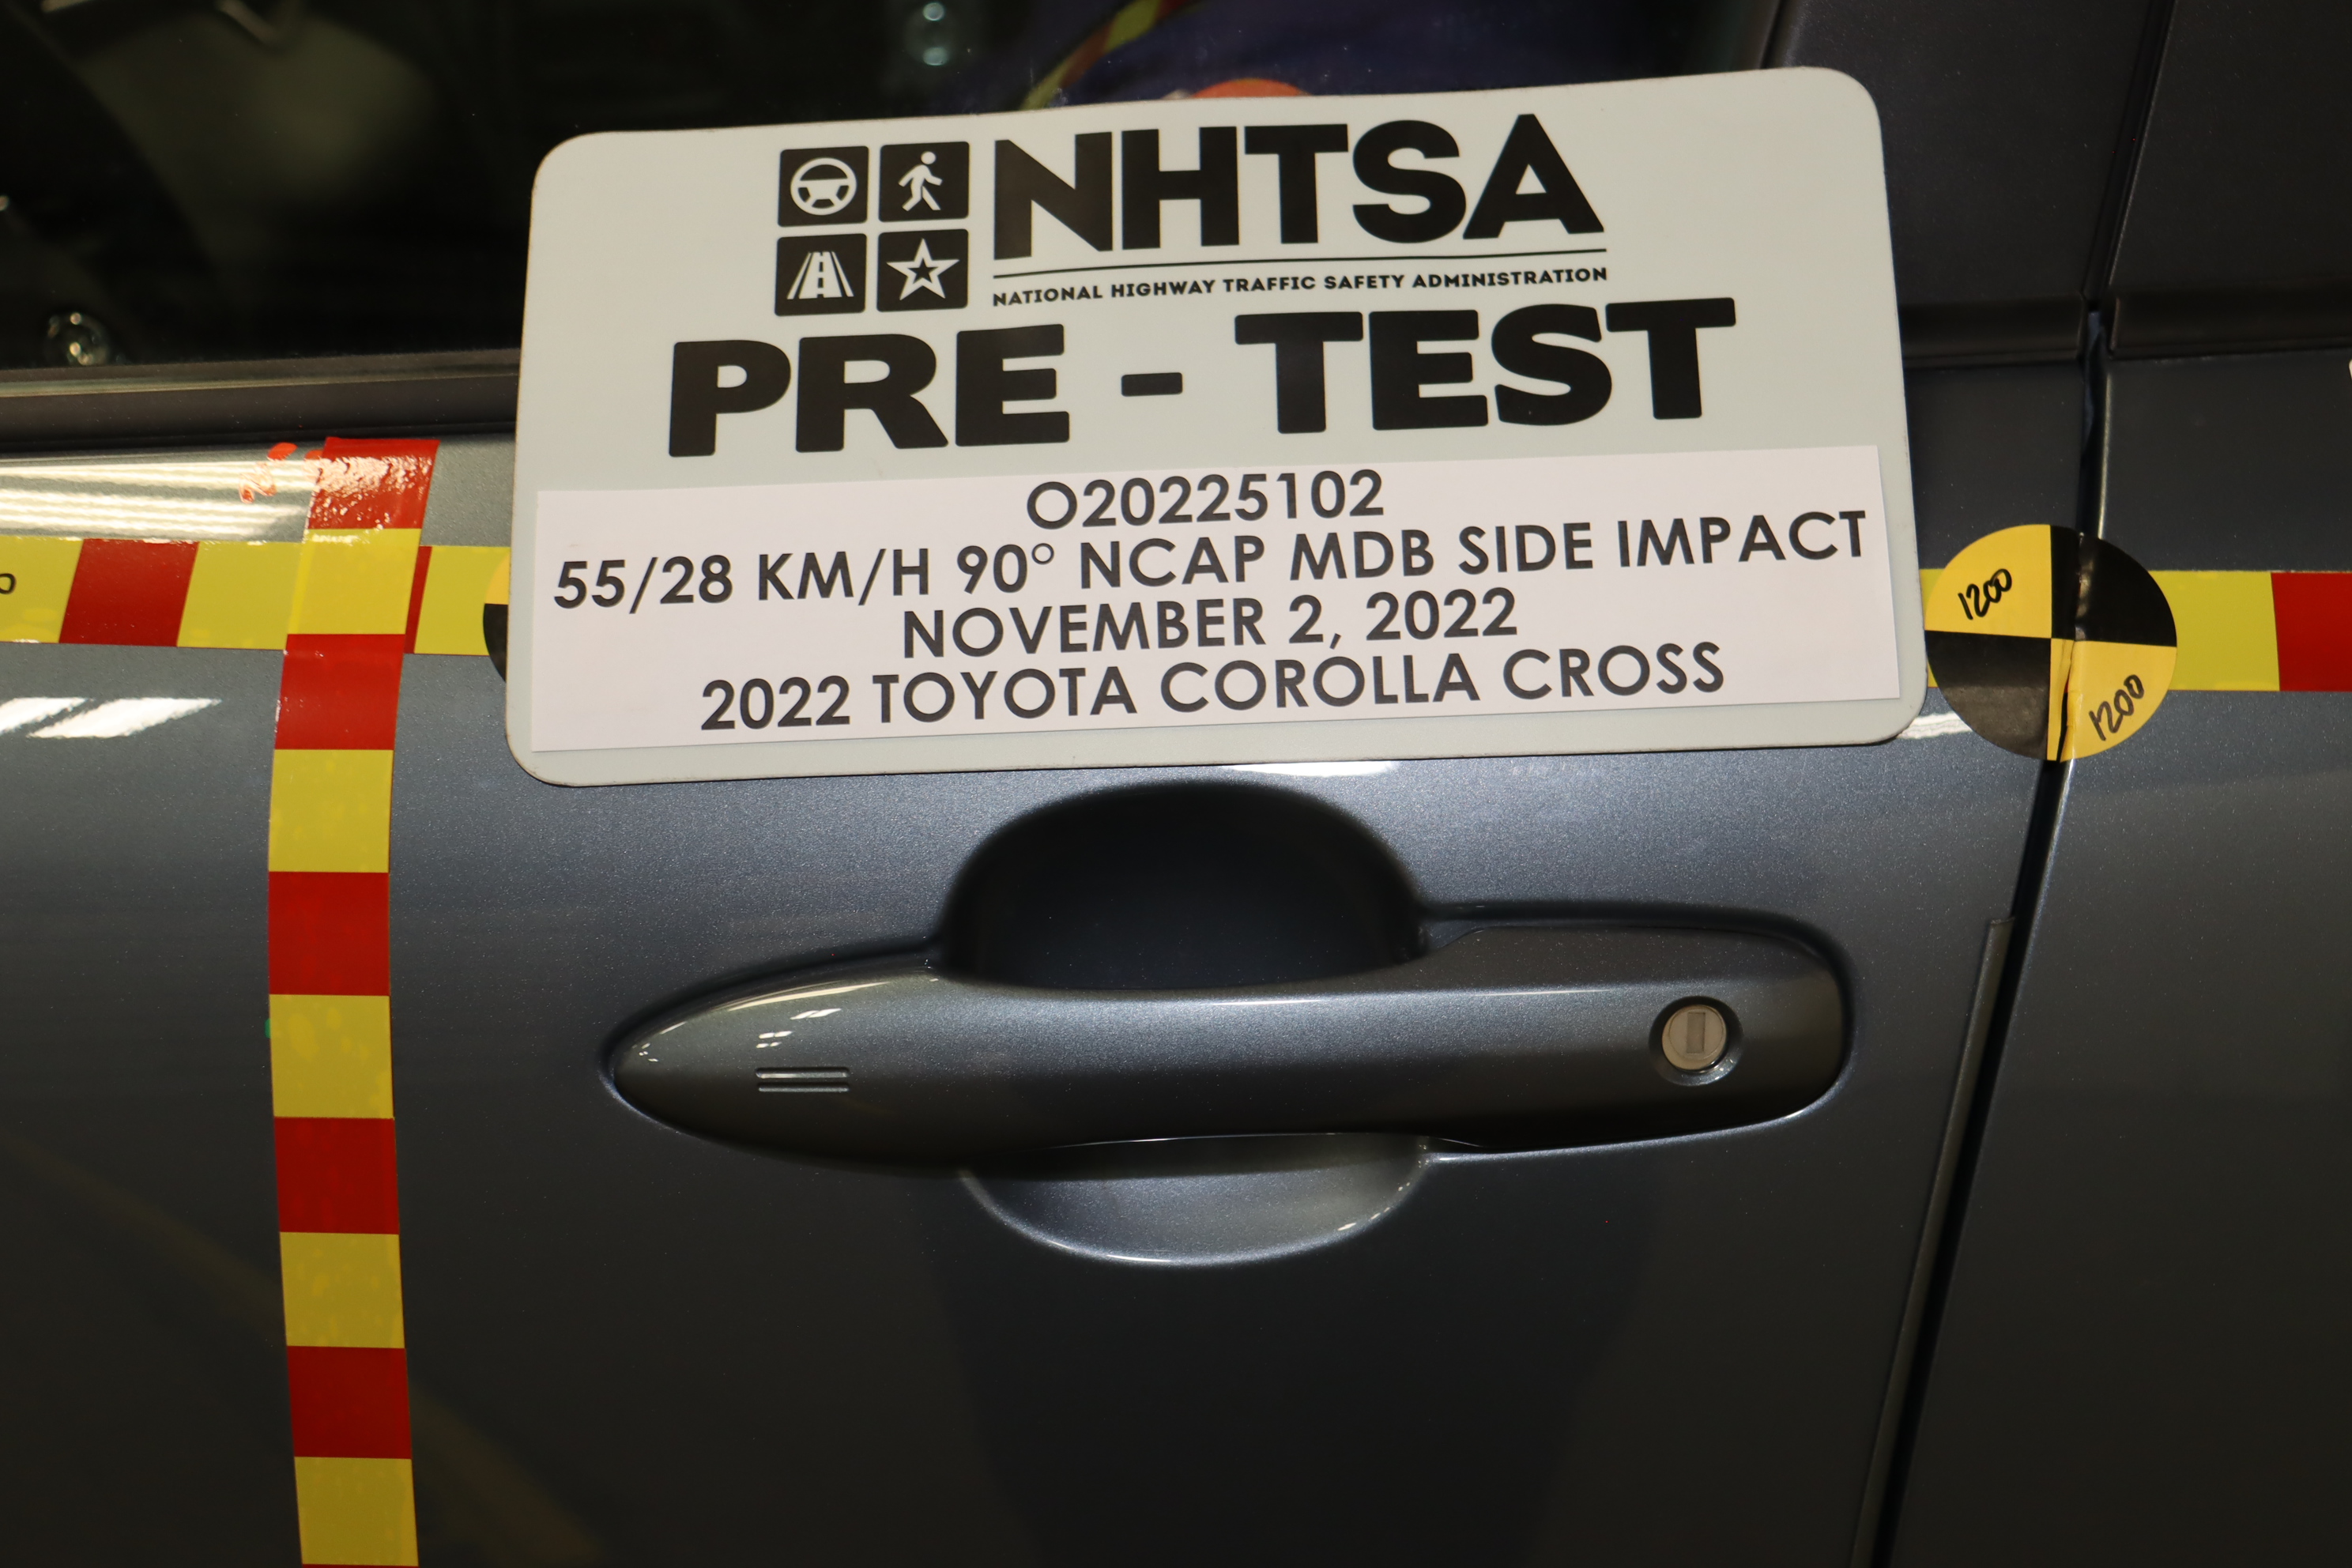 NHTSA
NATIONAL HIGHWAY TRAFFIC SAFETY ADMINISTRATION
PRE - TEST
O20225102
55/28 KM/H 90° NCAP MDB SIDE IMPACT
NOVEMBER 2, 2022
2022 TOYOTA COROLLA CROSS
1200
1200